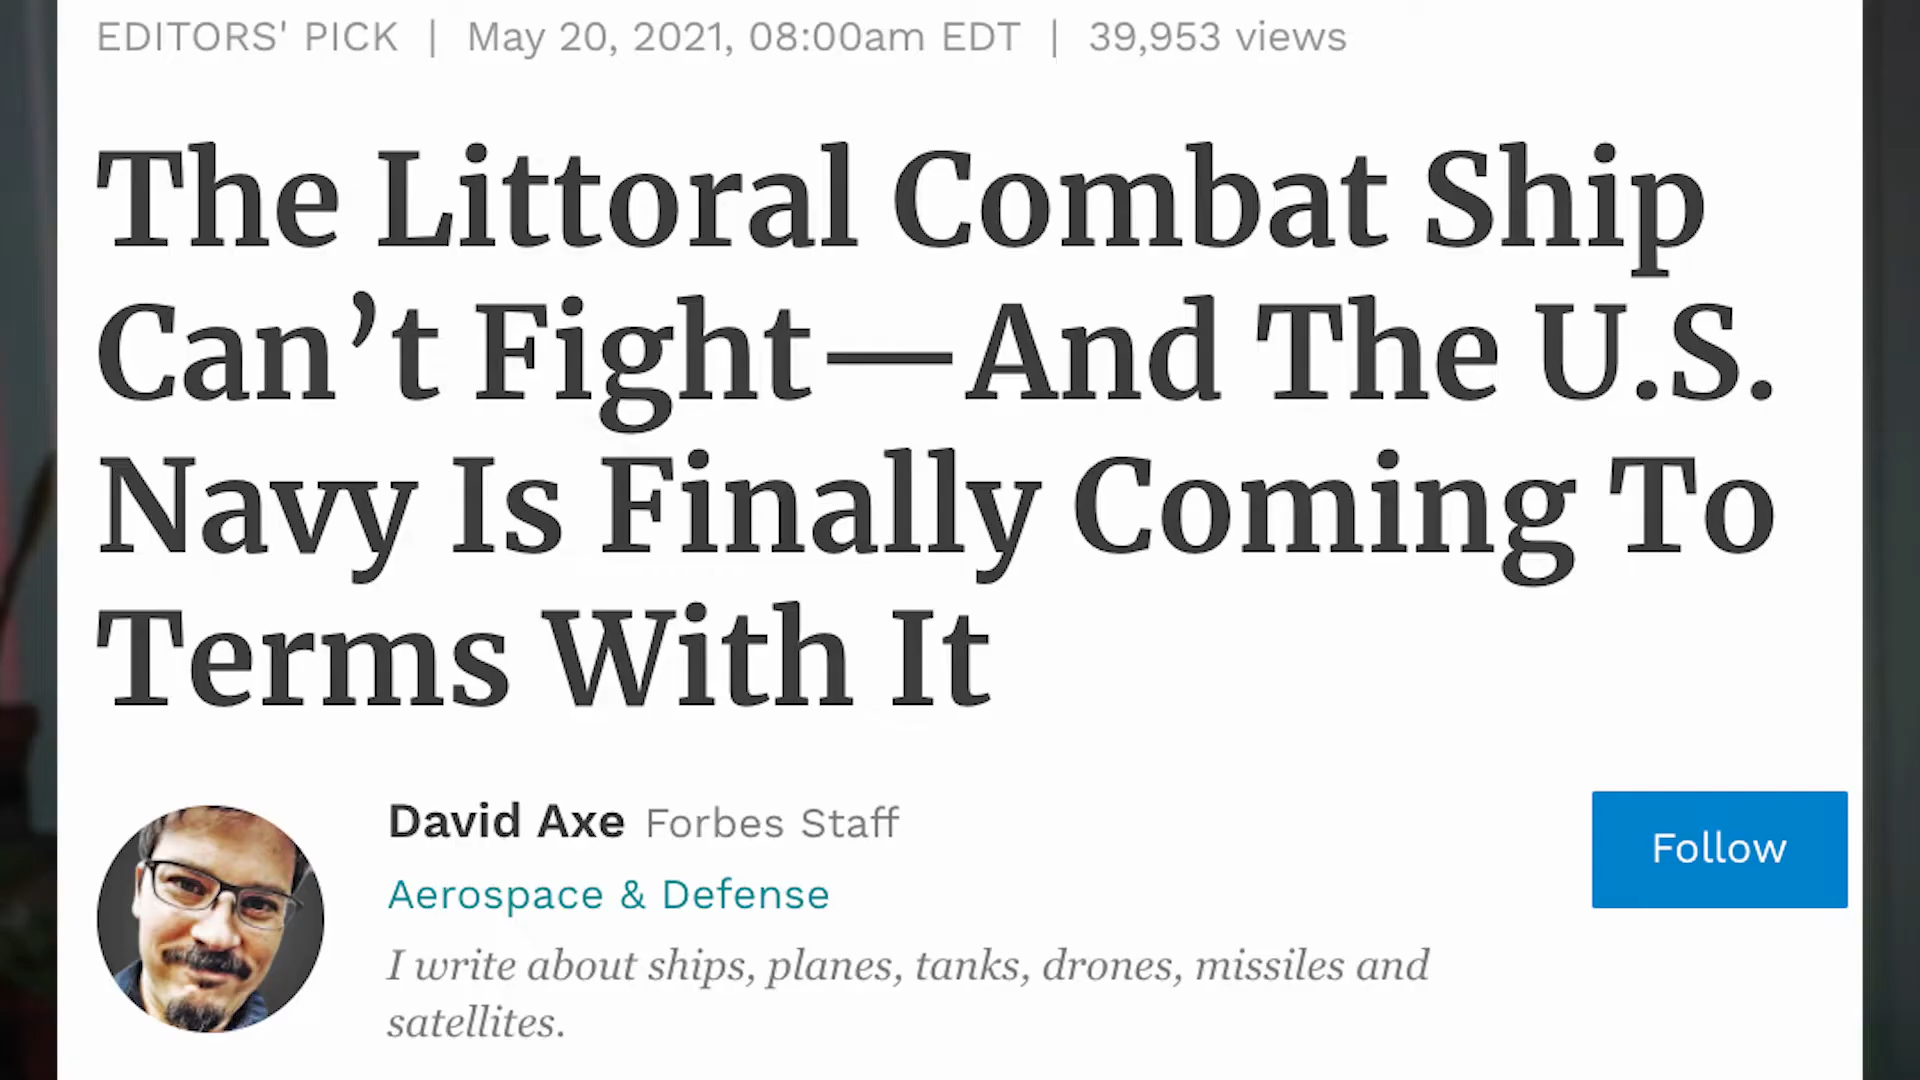 EDITORS' PICK | May 20, 2021, 08:00am EDT | 39,953 views
The Littoral Combat Ship
Can’t Fight—And The U.S.
Navy Is Finally Coming To
Terms With It
David Axe Forbes Staff
Follow
Aerospace & Defense
I write about ships, planes, tanks, drones, missiles and
satellites.